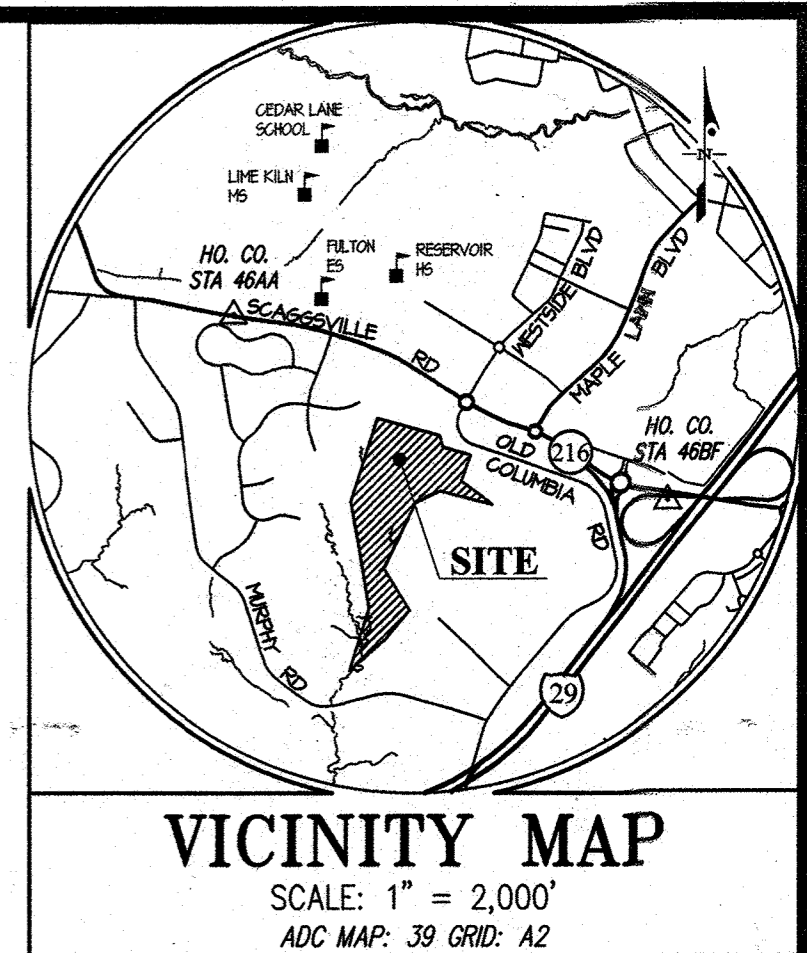 CEDAR LANE
SCHOOL
LIME KILN
MS
N
HO. CO.
STA 46AA
FULTON
ES
RESERVOIR
HS
SCAGGSVILLE
RD
WESTSIDE BLVD
MAPLE LAWN BLVD
OLD
COLUMBIA
RD
216
HO. CO.
STA 46BF
SITE
MURPHY
RD
29
VICINITY MAP
SCALE: 1" = 2,000'
ADC MAP: 39 GRID: A2